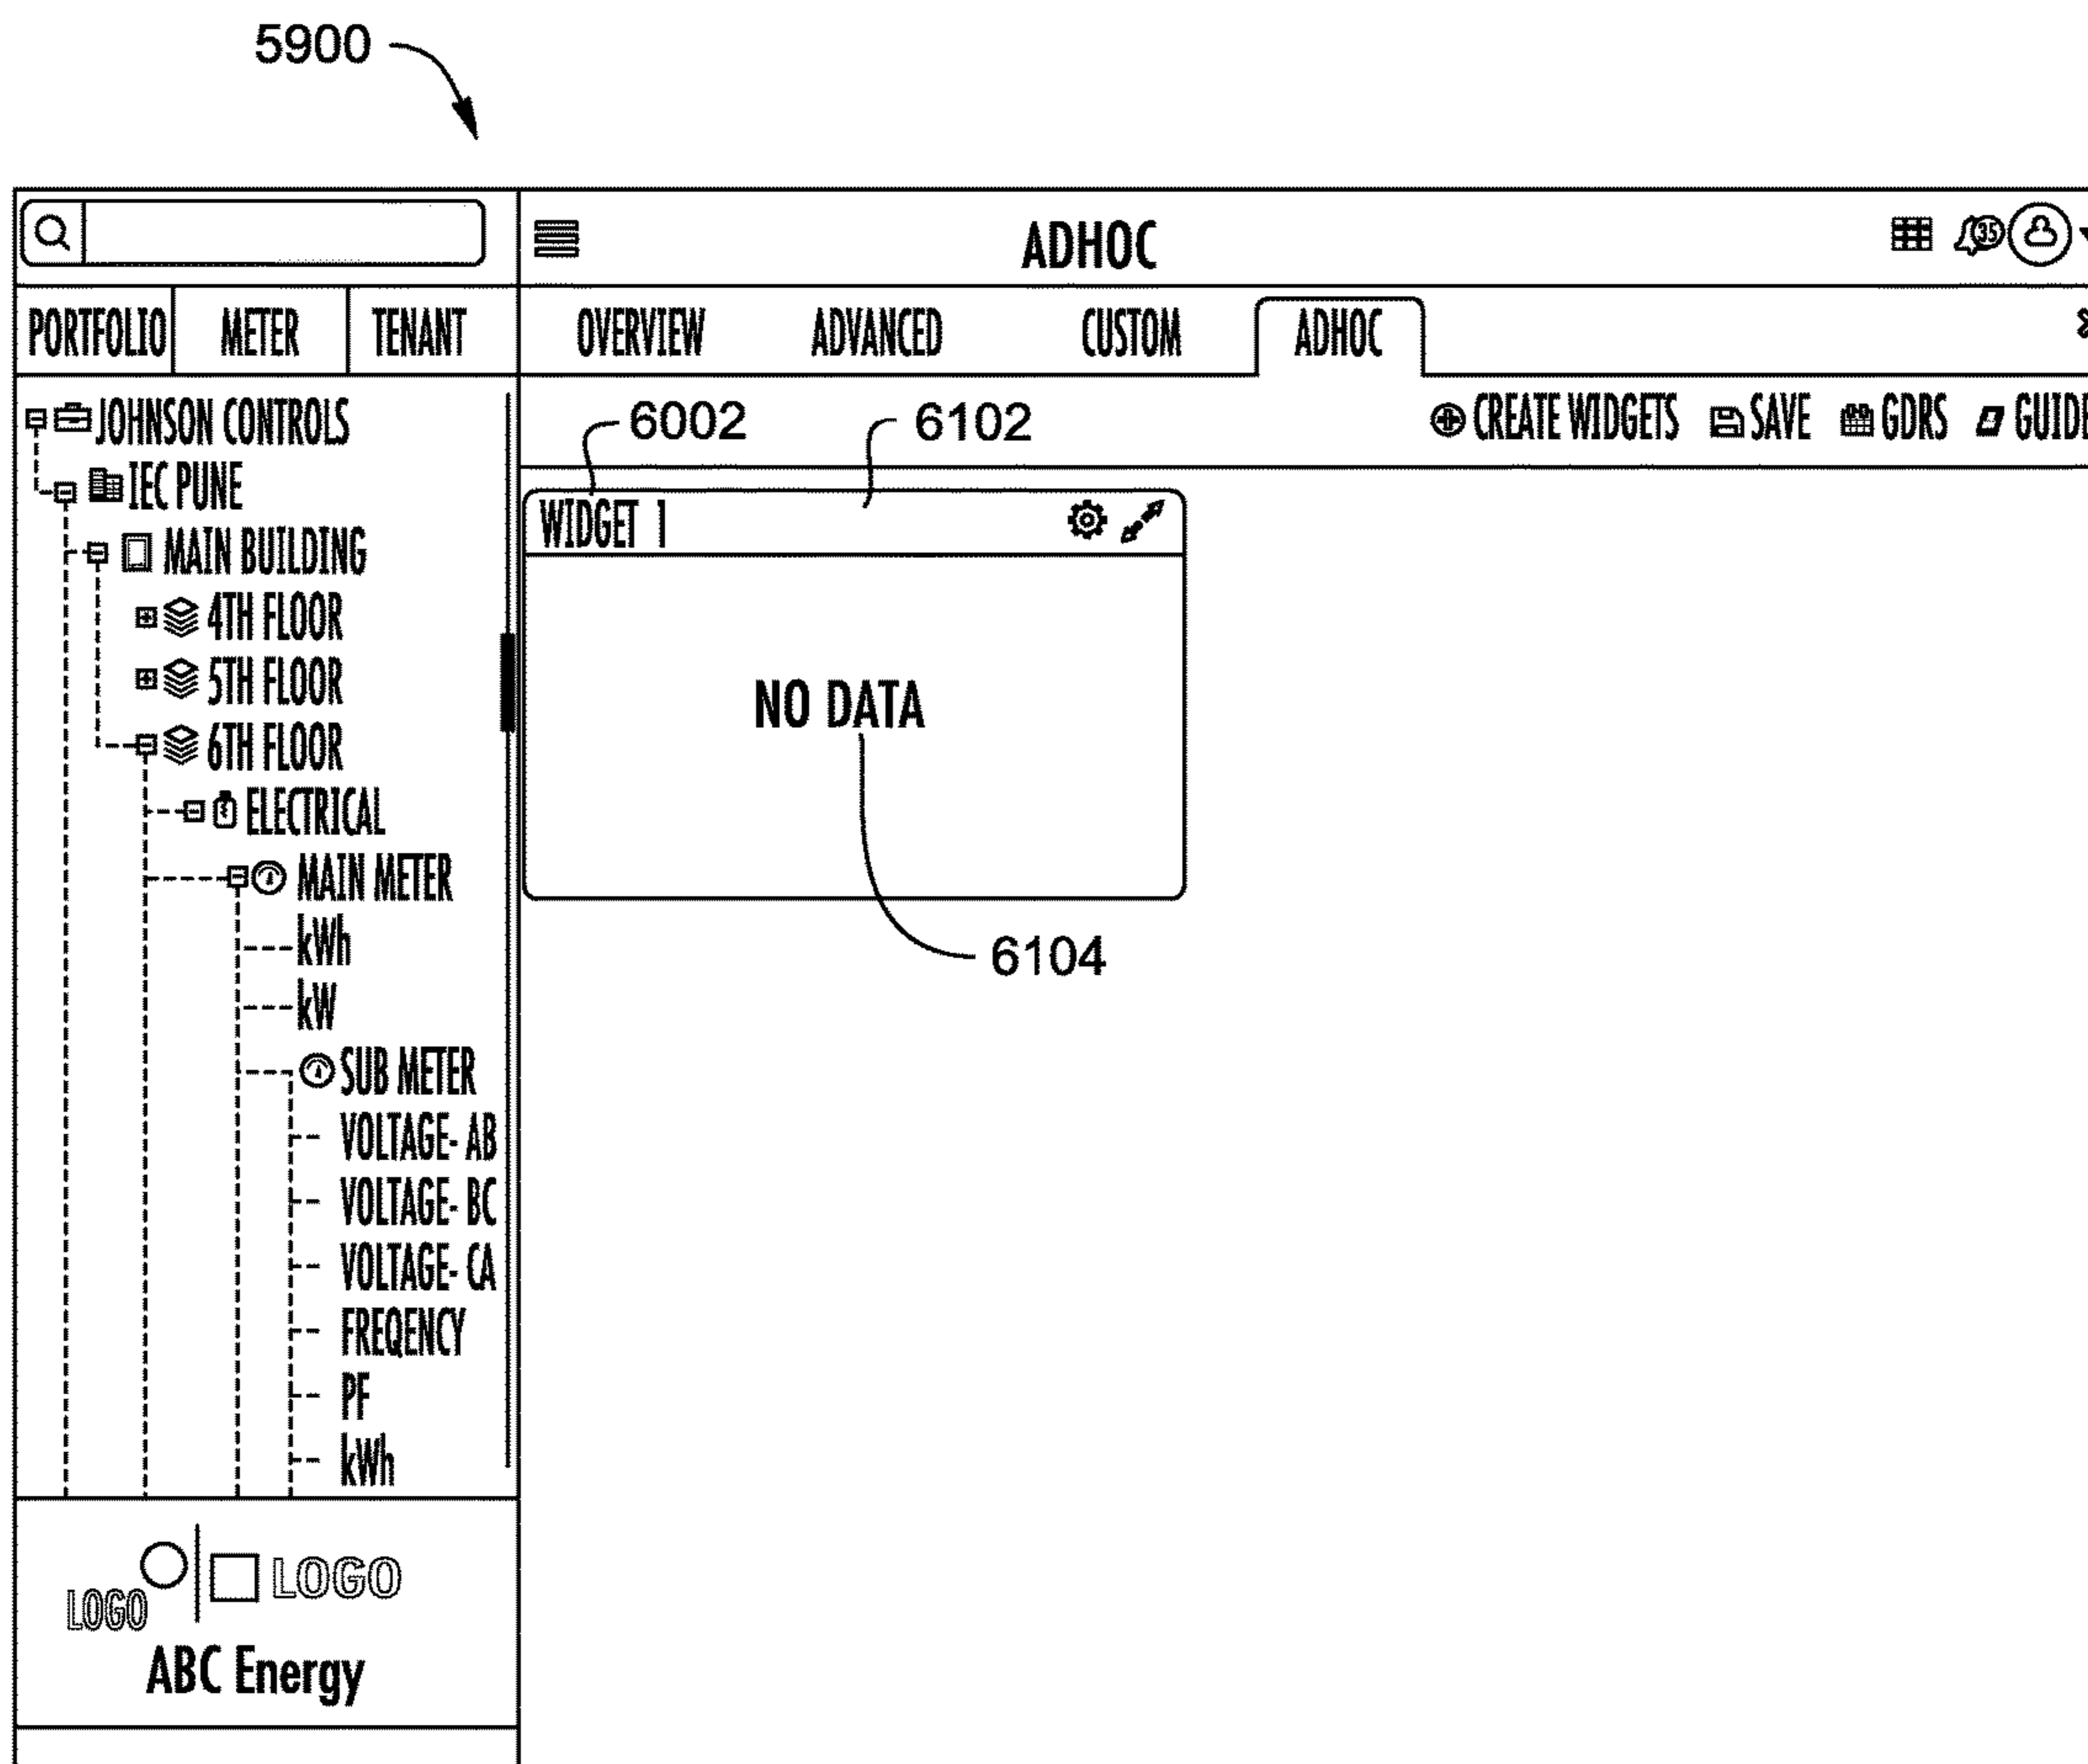 5900
ADHOC
35
PORTFOLIO METER TENANT
OVERVIEW ADVANCED CUSTOM ADHOC
JOHNSON CONTROLS
IEC PUNE
MAIN BUILDING
4TH FLOOR
5TH FLOOR
6TH FLOOR
ELECTRICAL
MAIN METER
kWh
kW
SUB METER
VOLTAGE- AB
VOLTAGE- BC
VOLTAGE- CA
FREQENCY
PF
kWh
6002 6102
CREATE WIDGETS SAVE GDRS GUIDE
WIDGET 1
NO DATA
6104
LOGO LOGO
ABC Energy